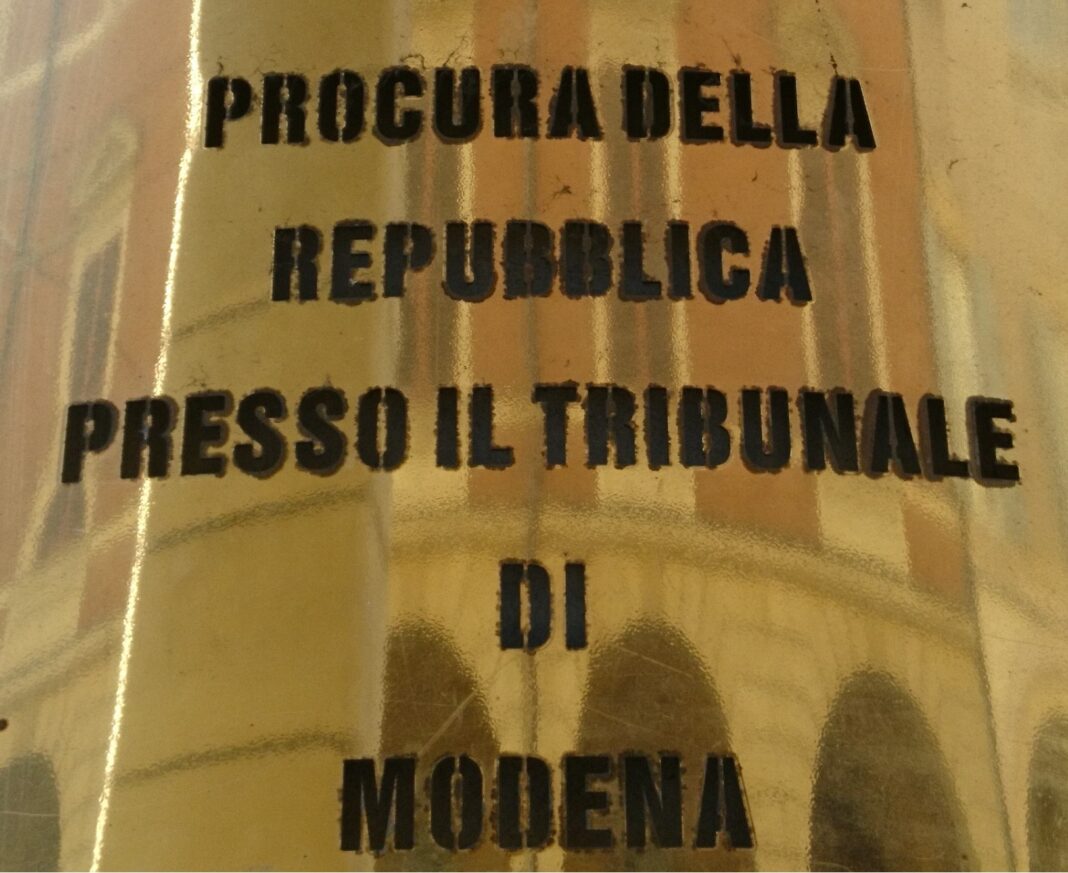 PROCURA DELLA
REPUBBLICA
PRESSO IL TRIBUNALE
DI
MODENA